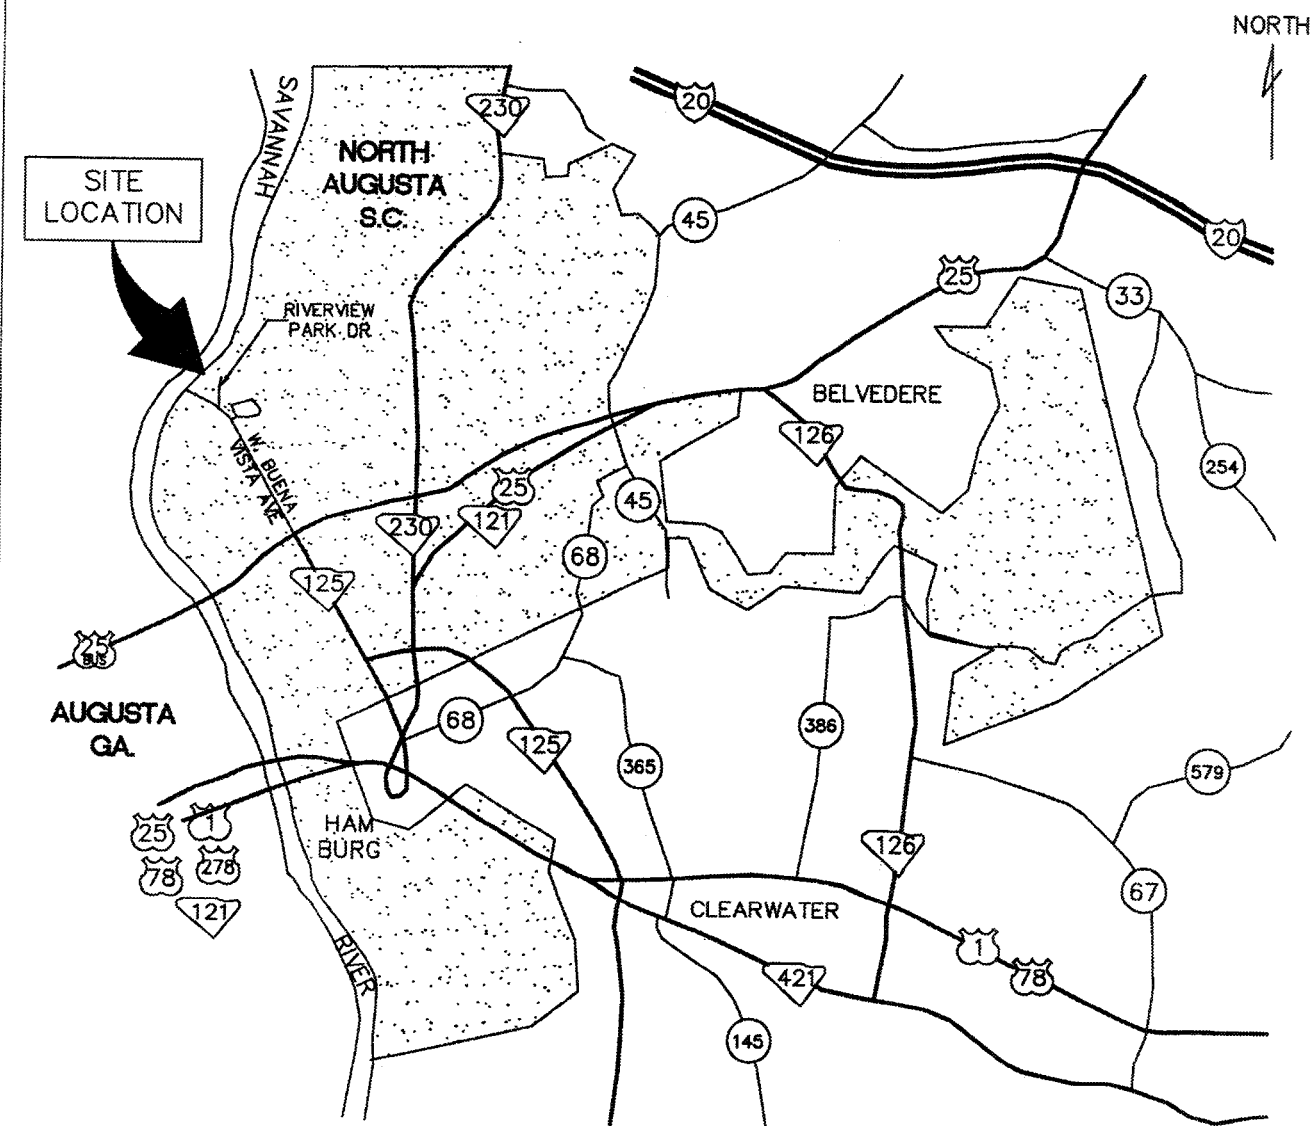 NORTH
SAVANNAH
230
20
NORTH
AUGUSTA
S.C.
SITE
LOCATION
45
20
25
33
RIVERVIEW
PARK DR
BELVEDERE
126
W. BUENA
VISTA AVE
254
25
45
230
121
68
125
25
BUS
AUGUSTA
GA.
68
125
386
365
579
25
1
HAM
BURG
78
278
126
121
67
CLEARWATER
1
78
RIVER
421
145